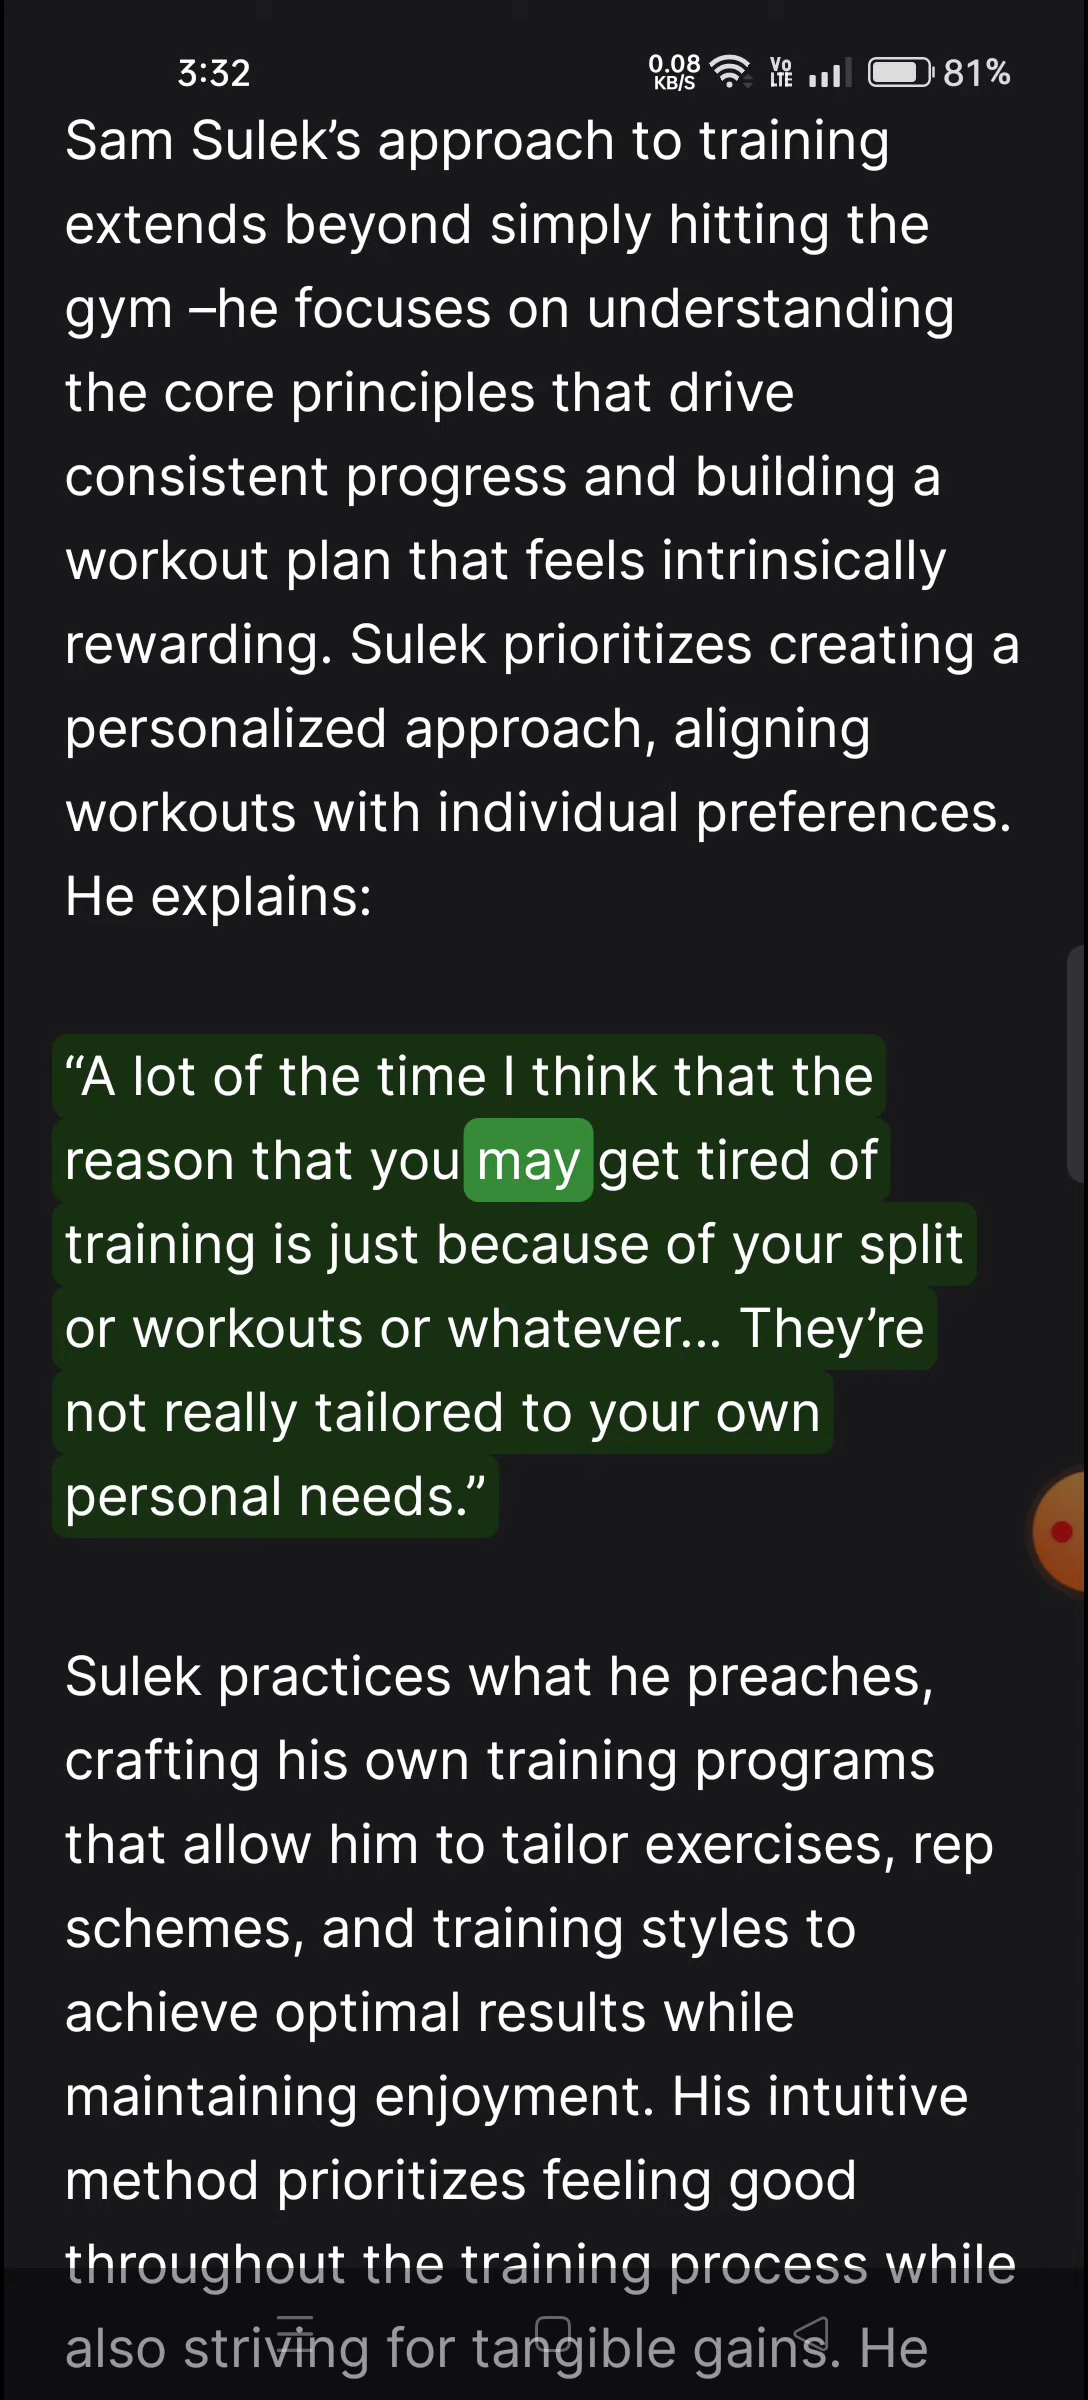 3:32
0.08 KB/S
Vo LTE
81%
Sam Sulek’s approach to training
extends beyond simply hitting the
gym –he focuses on understanding
the core principles that drive
consistent progress and building a
workout plan that feels intrinsically
rewarding. Sulek prioritizes creating a
personalized approach, aligning
workouts with individual preferences.
He explains:
“A lot of the time I think that the
reason that you may get tired of
training is just because of your split
or workouts or whatever... They’re
not really tailored to your own
personal needs.”
Sulek practices what he preaches,
crafting his own training programs
that allow him to tailor exercises, rep
schemes, and training styles to
achieve optimal results while
maintaining enjoyment. His intuitive
method prioritizes feeling good
throughout the training process while
also striving for tangible gains. He